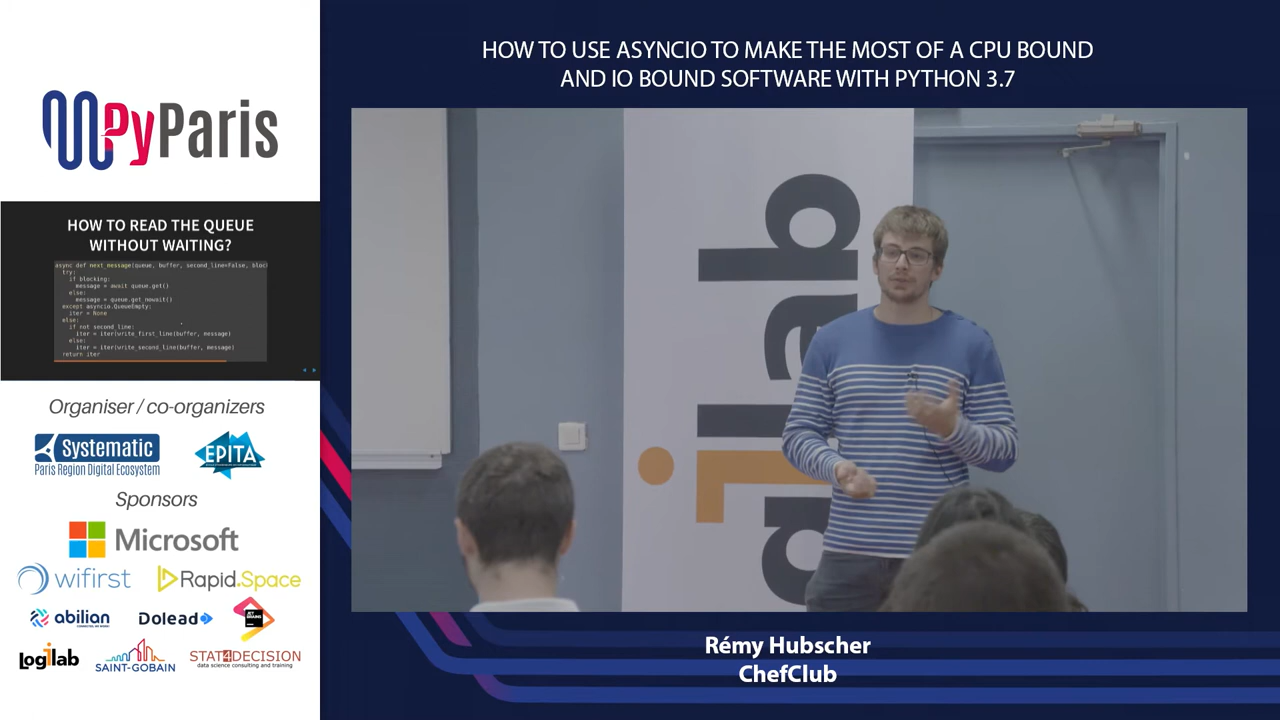 HOW TO USE ASYNCIO TO MAKE THE MOST OF A CPU BOUND
AND IO BOUND SOFTWARE WITH PYTHON 3.7
PyParis
HOW TO READ THE QUEUE
WITHOUT WAITING?
async def next_message(queue, buffer, second_line=False, bloc
try:
if blocking:
message = await queue.get()
else:
message = queue.get_nowait()
except asyncio.QueueEmpty:
iter = None
else:
if not second_line:
iter = iter(write_first_line(buffer, message)
else:
iter = iter(write_second_line(buffer, message)
return iter
Organiser / co-organizers
Systematic
Paris Region Digital Ecosystem
EPITA
Sponsors
Microsoft
wifirst
Rapid.Space
abilian
Dolead
JET
BRAINS
logilab
SAINT-GOBAIN
STAT4DECISION
data science consulting and training
gilab
Rémy Hubscher
ChefClub